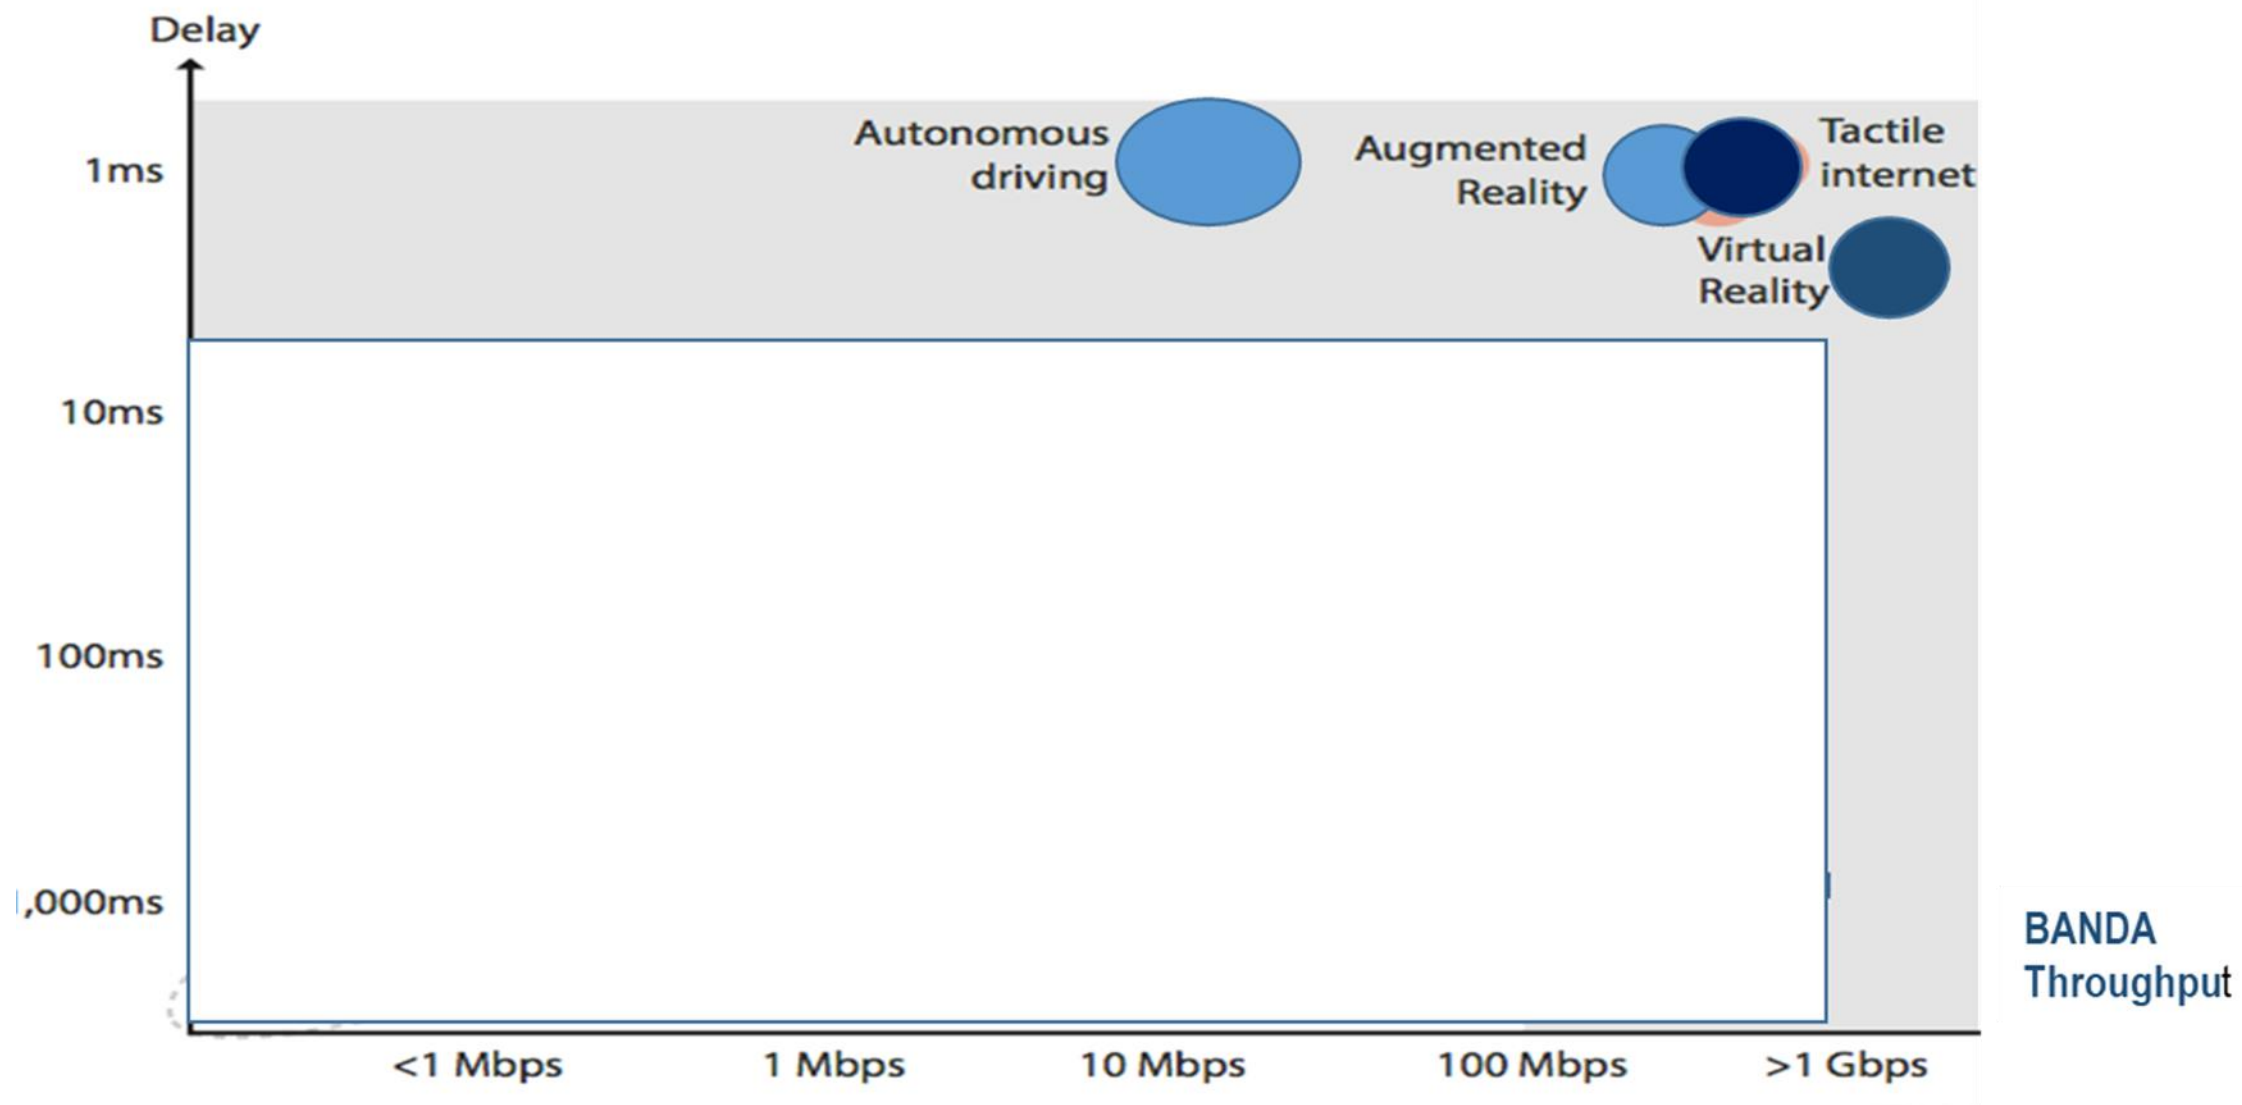 Delay
1ms
10ms
100ms
,000ms
Autonomous
driving
Augmented
Reality
Tactile
internet
Virtual
Reality
BANDA
Throughput
<1 Mbps
1 Mbps
10 Mbps
100 Mbps
>1 Gbps